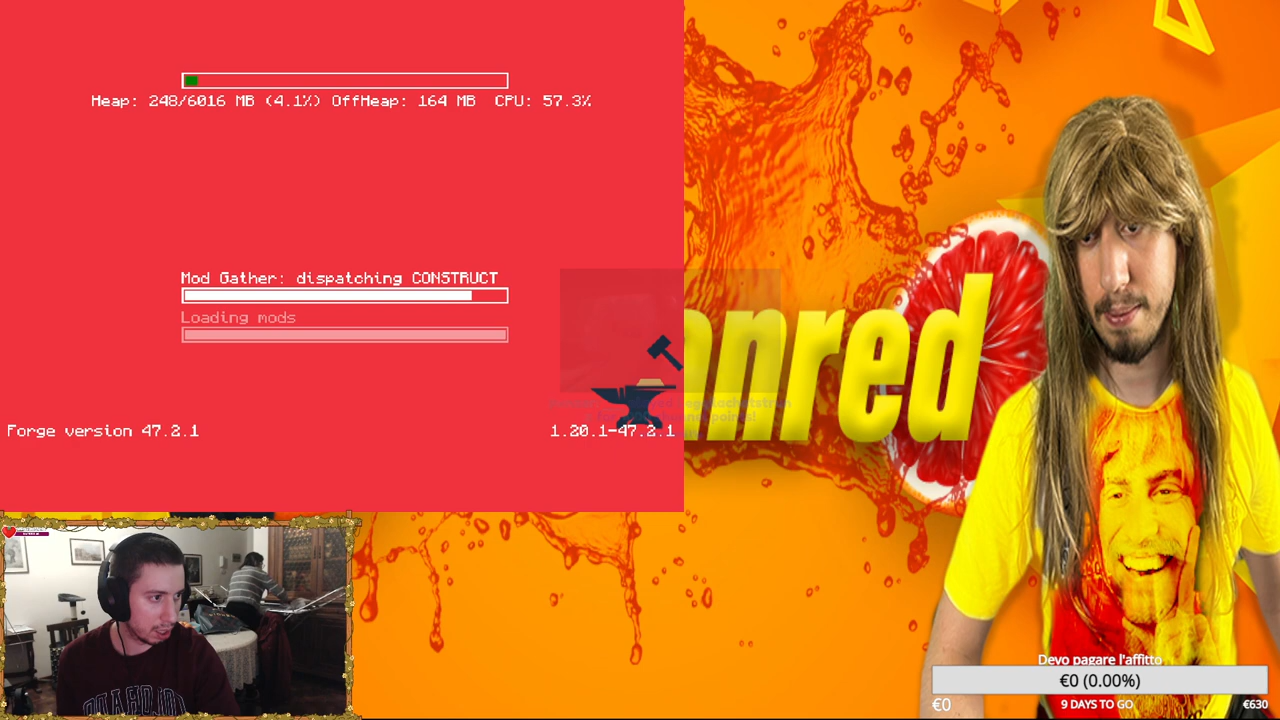 Heap: 248/6016 MB (4.1%) OffHeap: 164 MB CPU: 57.3%
Mod Gather: dispatching CONSTRUCT
Loading mods
Forge version 47.2.1
1.20.1-47.2.1
anred
Devo pagare l'affitto
€0 (0.00%)
€0
9 DAYS TO GO
€630